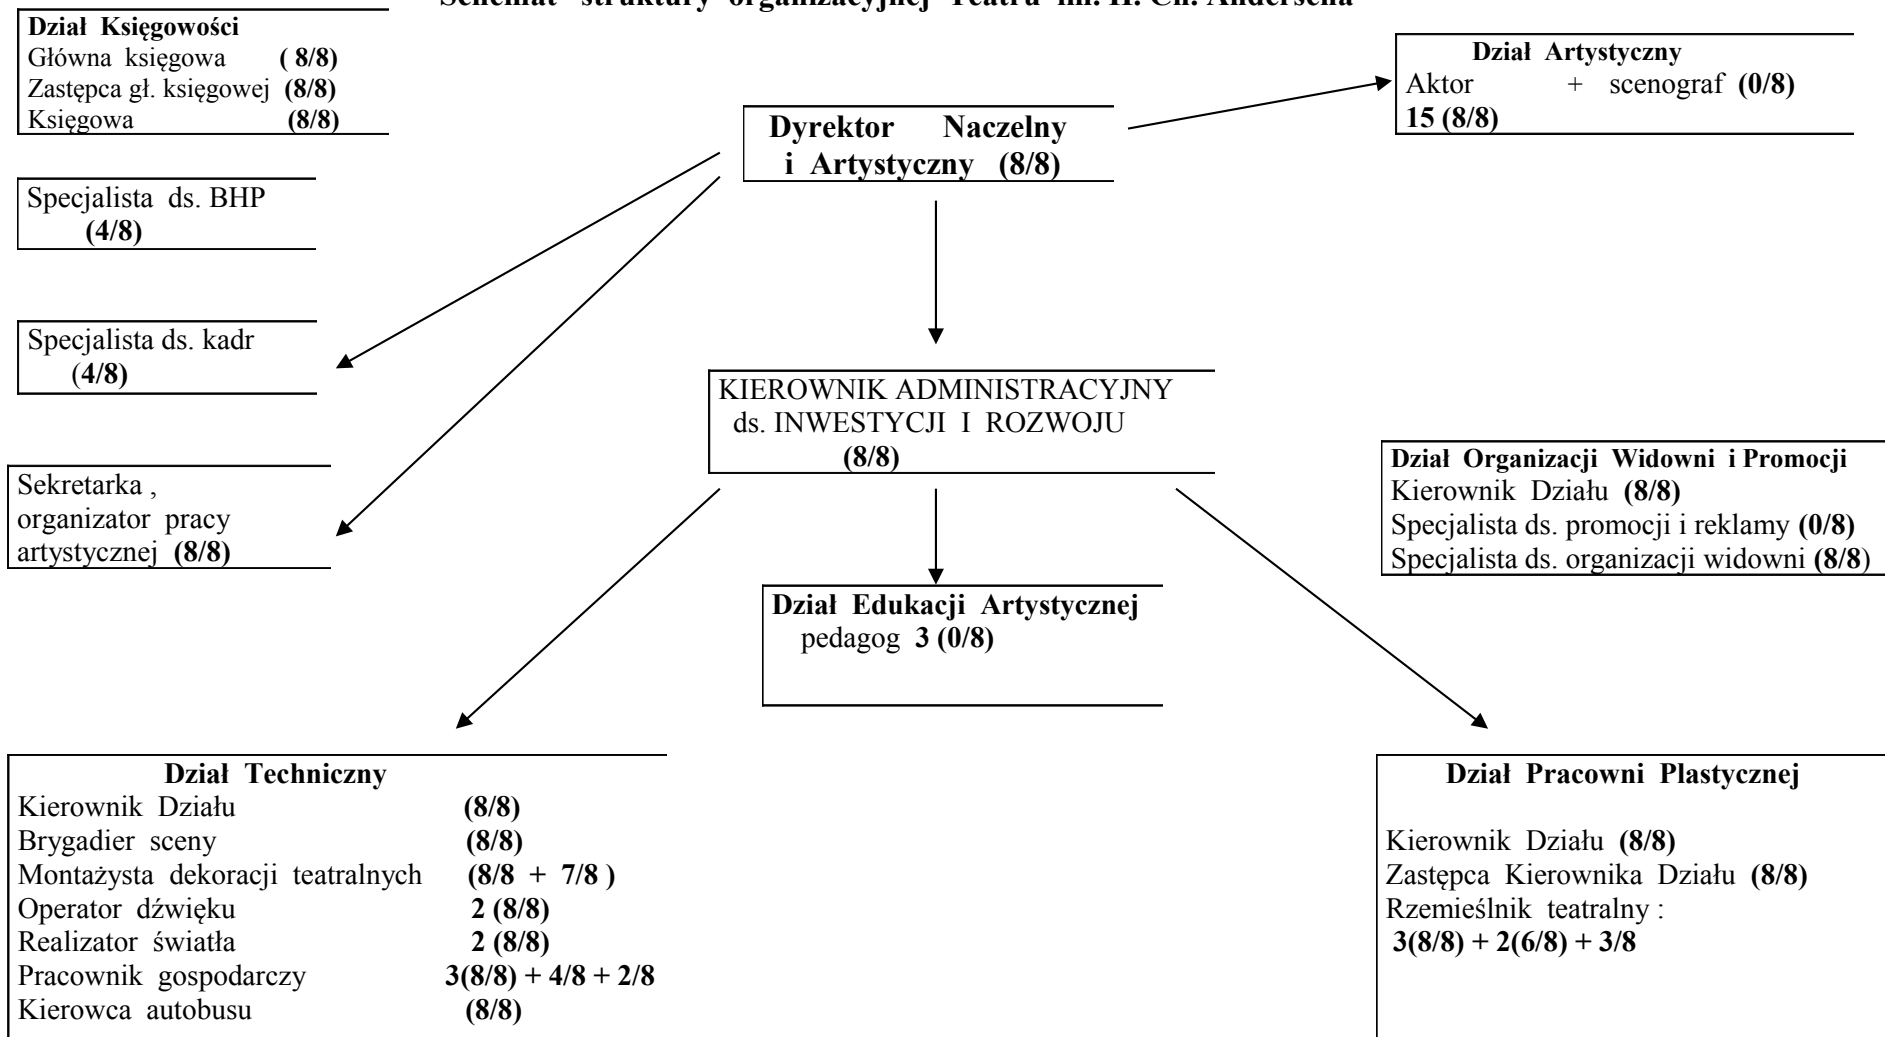 Schemat struktury organizacyjnej Teatru im. H. Ch. Andersena
Dział Księgowości
Główna księgowa ( 8/8)
Zastępca gł. księgowej (8/8)
Księgowa (8/8)
Dział Artystyczny
Aktor + scenograf (0/8)
15 (8/8)
Dyrektor Naczelny
i Artystyczny (8/8)
Specjalista ds. BHP
(4/8)
Specjalista ds. kadr
(4/8)
KIEROWNIK ADMINISTRACYJNY
ds. INWESTYCJI I ROZWOJU
(8/8)
Sekretarka ,
organizator pracy
artystycznej (8/8)
Dział Organizacji Widowni i Promocji
Kierownik Działu (8/8)
Specjalista ds. promocji i reklamy (0/8)
Specjalista ds. organizacji widowni (8/8)
Dział Edukacji Artystycznej
pedagog 3 (0/8)
Dział Techniczny
Kierownik Działu (8/8)
Brygadier sceny (8/8)
Montażysta dekoracji teatralnych (8/8 + 7/8 )
Operator dźwięku 2 (8/8)
Realizator światła 2 (8/8)
Pracownik gospodarczy 3(8/8) + 4/8 + 2/8
Kierowca autobusu (8/8)
Dział Pracowni Plastycznej
Kierownik Działu (8/8)
Zastępca Kierownika Działu (8/8)
Rzemieślnik teatralny :
3(8/8) + 2(6/8) + 3/8